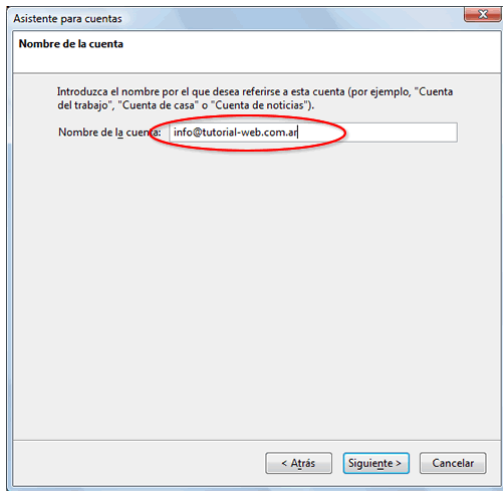 Asistente para cuentas
Nombre de la cuenta
Introduzca el nombre por el que desea referirse a esta cuenta (por ejemplo, "Cuenta
del trabajo", "Cuenta de casa" o "Cuenta de noticias").
Nombre de la cuenta: info@tutorial-web.com.ar
< Atrás Siguiente > Cancelar